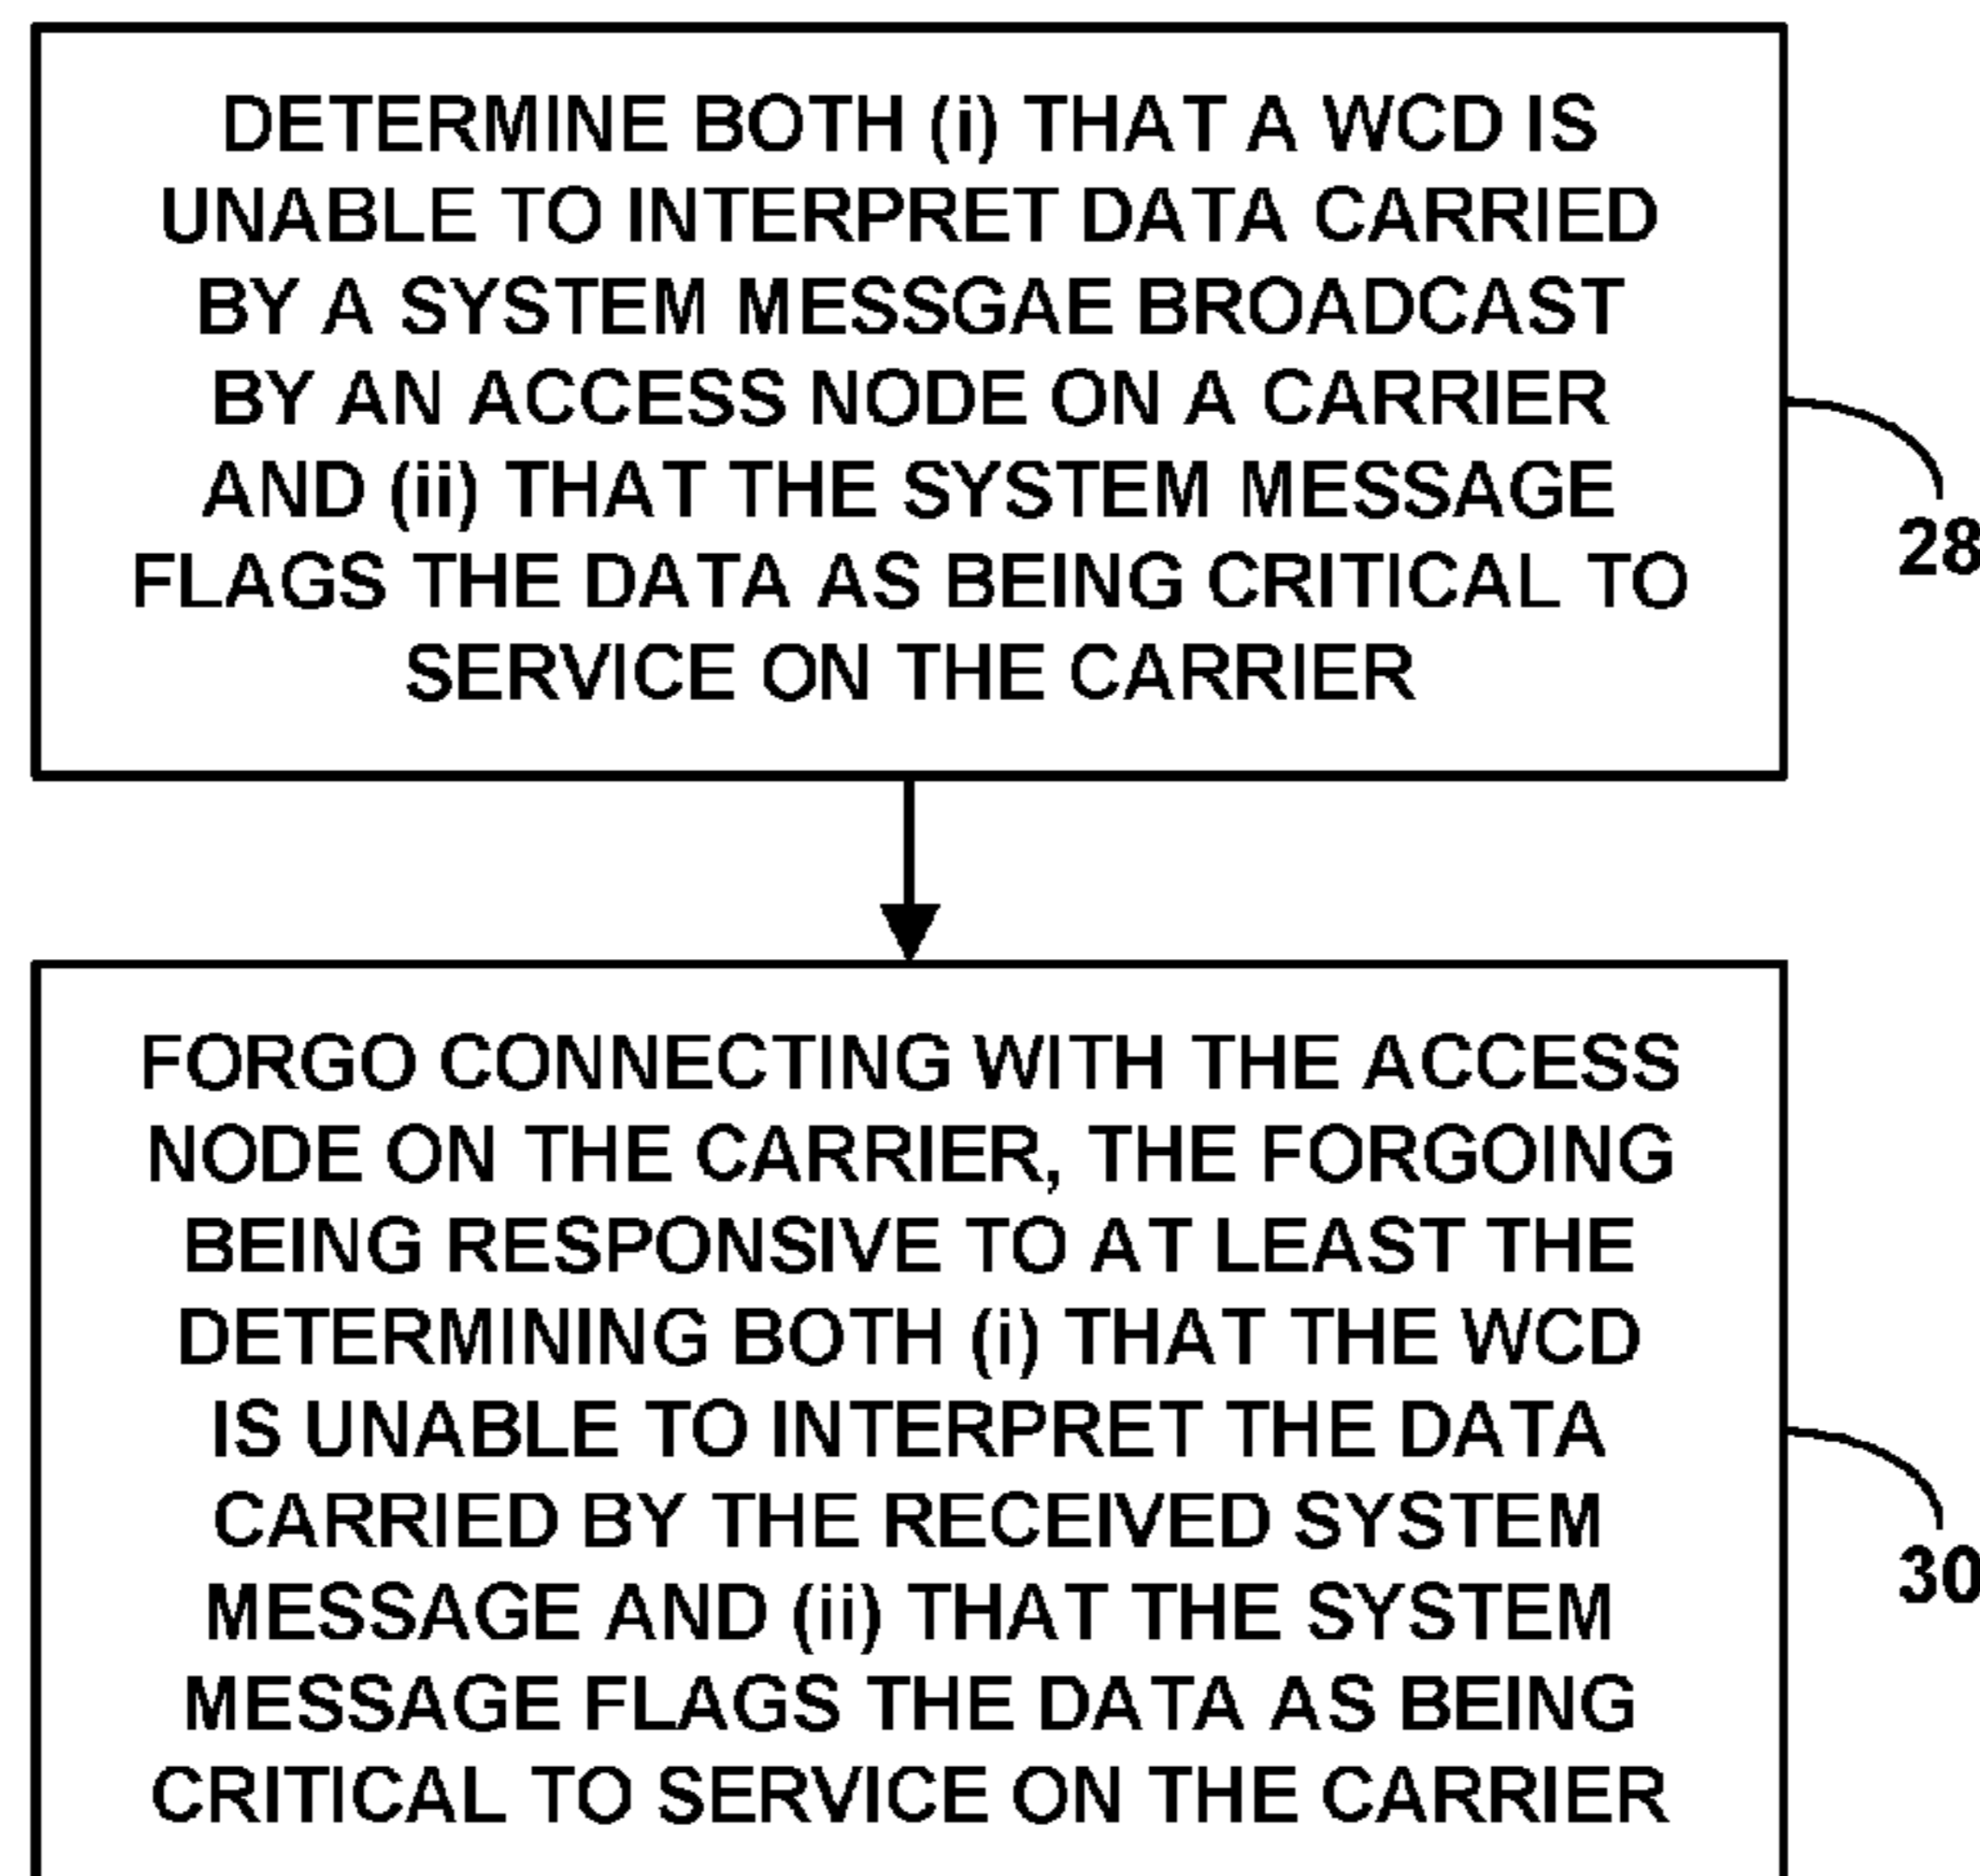 DETERMINE BOTH (i) THAT A WCD IS
UNABLE TO INTERPRET DATA CARRIED
BY A SYSTEM MESSGAE BROADCAST
BY AN ACCESS NODE ON A CARRIER
AND (ii) THAT THE SYSTEM MESSAGE
FLAGS THE DATA AS BEING CRITICAL TO
SERVICE ON THE CARRIER
28
FORGO CONNECTING WITH THE ACCESS
NODE ON THE CARRIER, THE FORGOING
BEING RESPONSIVE TO AT LEAST THE
DETERMINING BOTH (i) THAT THE WCD
IS UNABLE TO INTERPRET THE DATA
CARRIED BY THE RECEIVED SYSTEM
MESSAGE AND (ii) THAT THE SYSTEM
MESSAGE FLAGS THE DATA AS BEING
CRITICAL TO SERVICE ON THE CARRIER
30